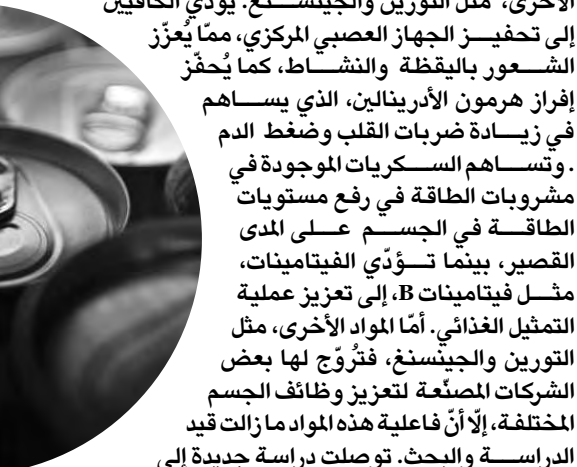 الأخرى، مثل التورين والجينسنغ. يؤدي الكافيين
إلى تحفيز الجهاز العصبي المركزي، ممّا يُعزّز
الشعور باليقظة والنشاط، كما يُحفّز
إفراز هرمون الأدرينالين، الذي يساهم
في زيادة ضربات القلب وضغط الدم
. وتساهم السكريات الموجودة في
مشروبات الطاقة في رفع مستويات
الطاقة في الجسم على المدى
القصير، بينما تؤدّي الفيتامينات،
مثل فيتامينات B، إلى تعزيز عملية
التمثيل الغذائي. أمّا المواد الأخرى، مثل
التورين والجينسنغ، فتُروّج لها بعض
الشركات المصنّعة لتعزيز وظائف الجسم
المختلفة، إلّا أنّ فاعلية هذه المواد مازالت قيد
الدراسة والبحث. توصلت دراسة جديدة إلى